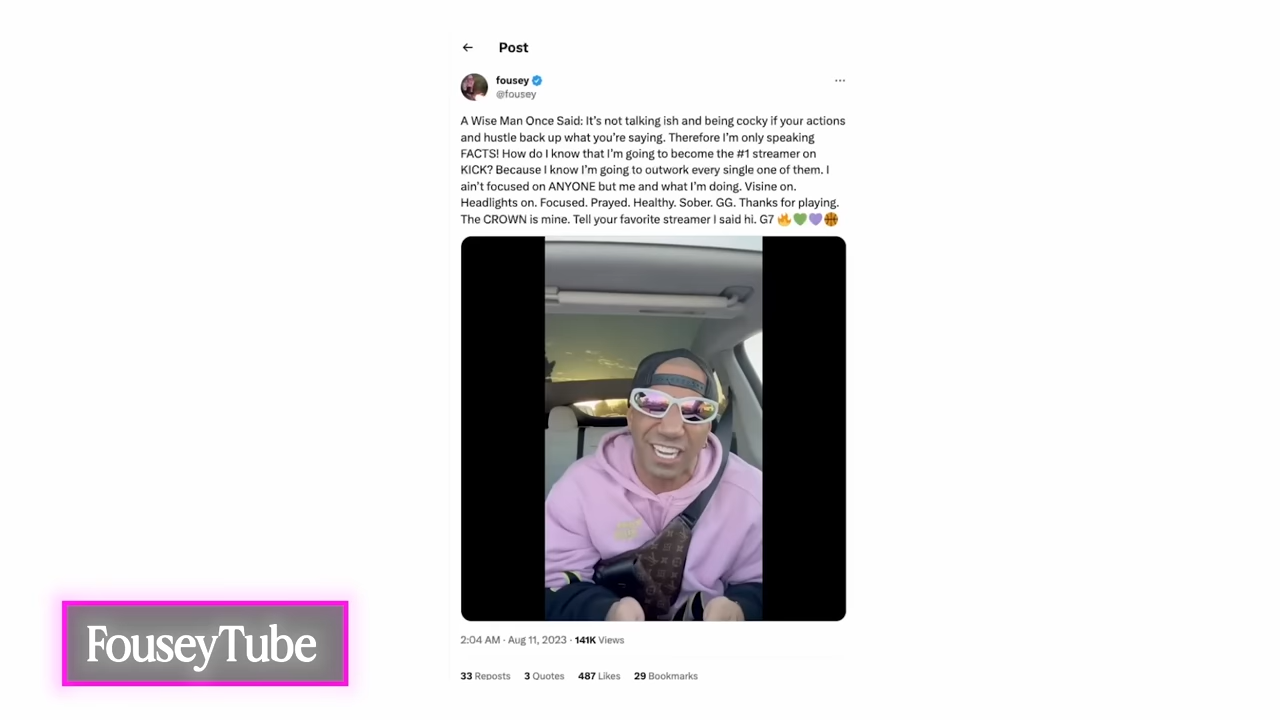 Post
fousey
@fousey
A Wise Man Once Said: It's not talking ish and being cocky if your actions
and hustle back up what you're saying. Therefore I'm only speaking
FACTS! How do I know that I'm going to become the #1 streamer on
KICK? Because I know I'm going to outwork every single one of them. I
ain't focused on ANYONE but me and what I'm doing. Visine on.
Headlights on. Focused. Prayed. Healthy. Sober. GG. Thanks for playing.
The CROWN is mine. Tell your favorite streamer I said hi. G7 🔥💚💜🏀
2:04 AM · Aug 11, 2023 · 141K Views
33 Reposts 3 Quotes 487 Likes 29 Bookmarks
FouseyTube